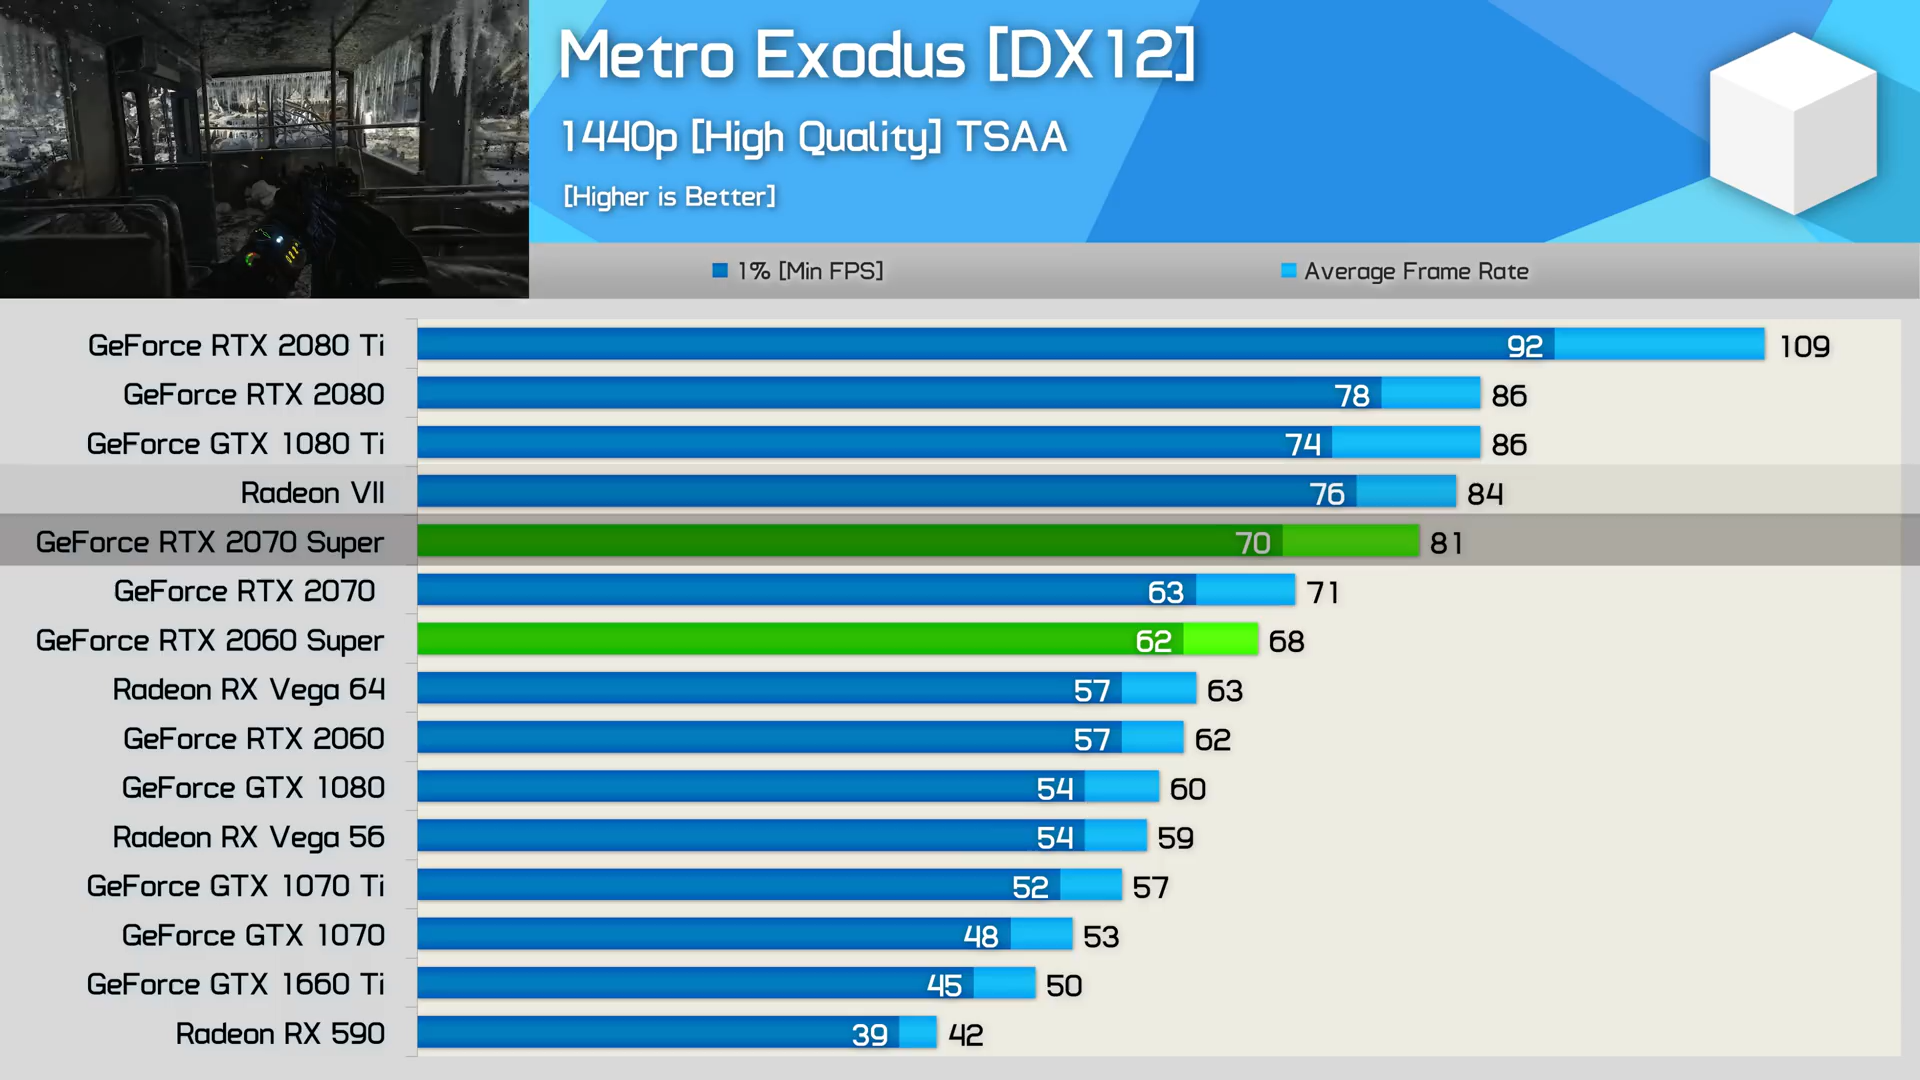 Metro Exodus [DX12]
1440p [High Quality] TSAA
[Higher is Better]
1% [Min FPS]
Average Frame Rate
GeForce RTX 2080 Ti 92 109
GeForce RTX 2080 78 86
GeForce GTX 1080 Ti 74 86
Radeon VII 76 84
GeForce RTX 2070 Super 70 81
GeForce RTX 2070 63 71
GeForce RTX 2060 Super 62 68
Radeon RX Vega 64 57 63
GeForce RTX 2060 57 62
GeForce GTX 1080 54 60
Radeon RX Vega 56 54 59
GeForce GTX 1070 Ti 52 57
GeForce GTX 1070 48 53
GeForce GTX 1660 Ti 45 50
Radeon RX 590 39 42